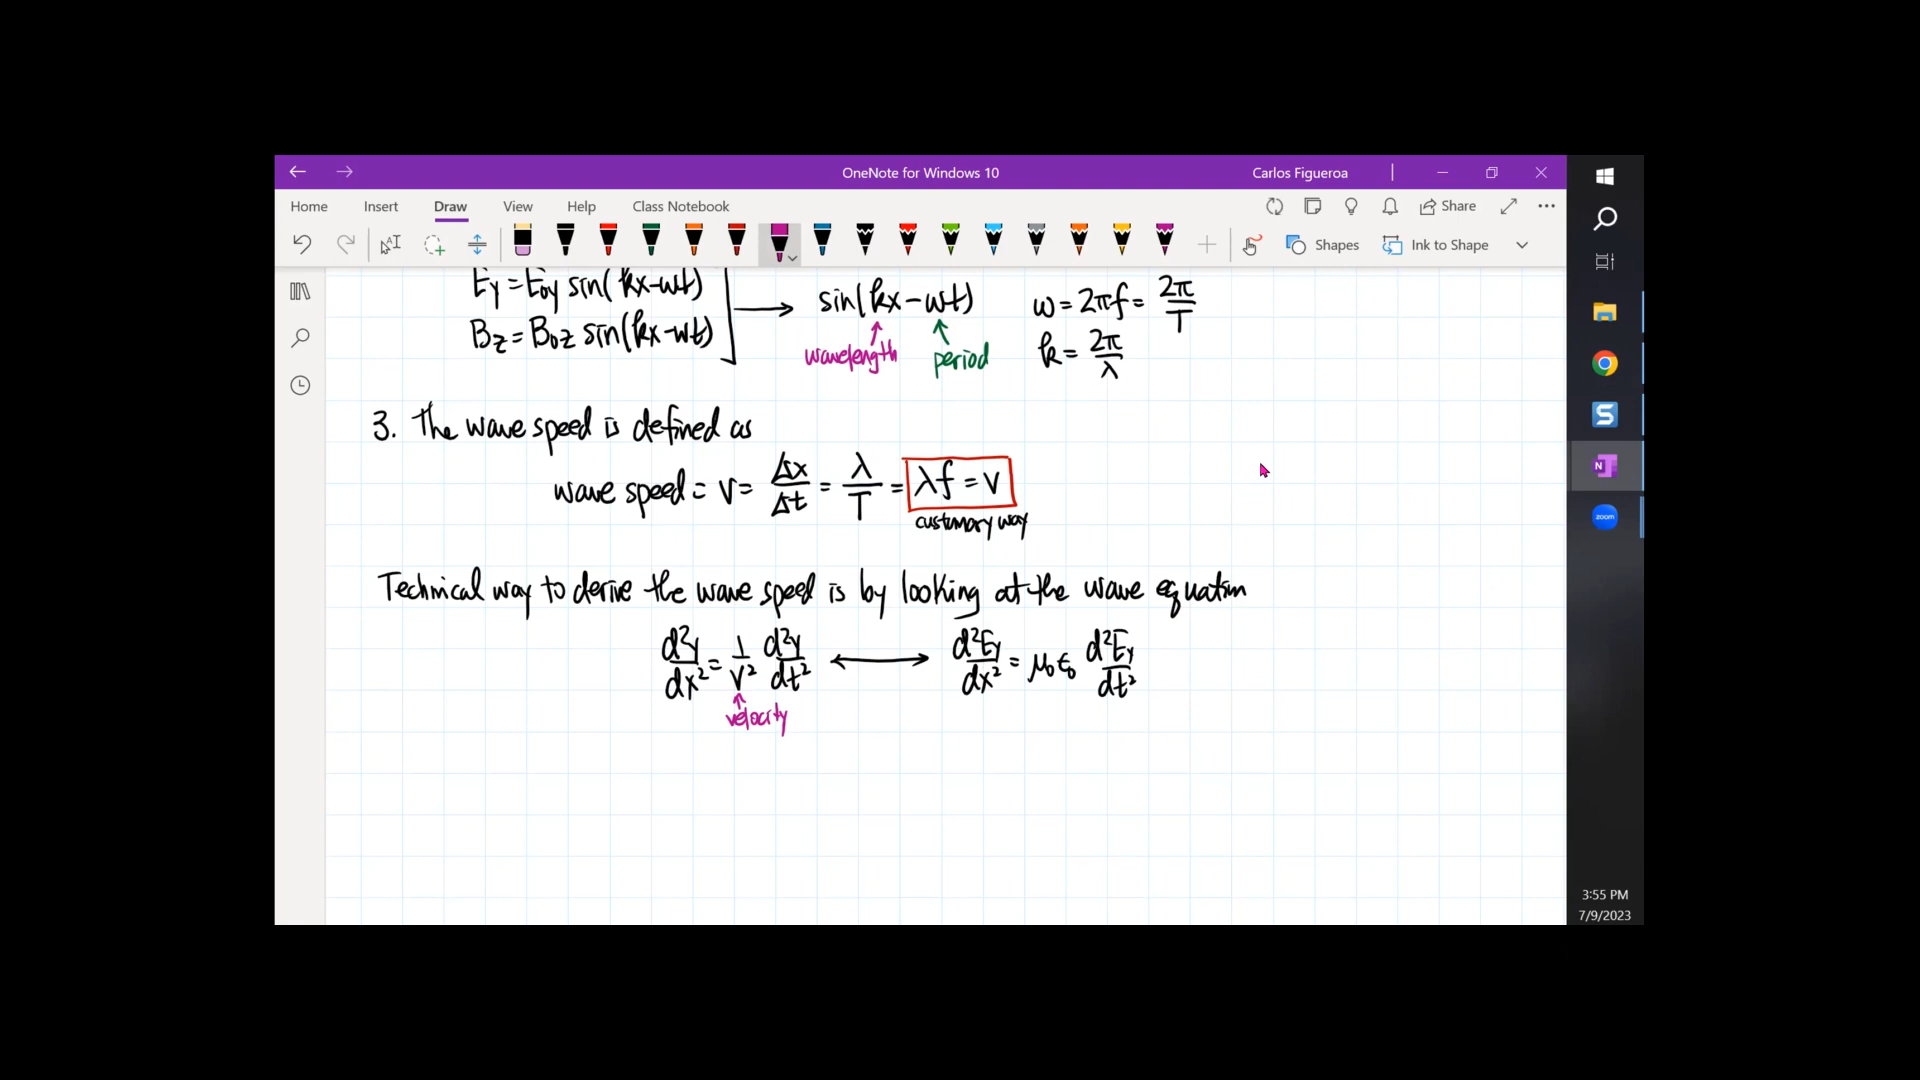 OneNote for Windows 10
Carlos Figueroa
Home Insert Draw View Help Class Notebook
Share
Shapes
Ink to Shape
Ey = Eoy sin(kx-wt)
Bz = Boz sin(kx-wt)
sin(kx-wt)
wavelength
period
w = 2πf = 2π/T
k = 2π/λ
3. The wave speed is defined as
wave speed = v = Δx/Δt = λ/T = λf = v
custumary way
Technical way to derive the wave speed is by looking at the wave equation
d²y/dx² = 1/v² d²y/dt² ⟷ d²Ey/dx² = μ₀ε₀ d²Ey/dt²
velocity
N
zoom
3:55 PM
7/9/2023